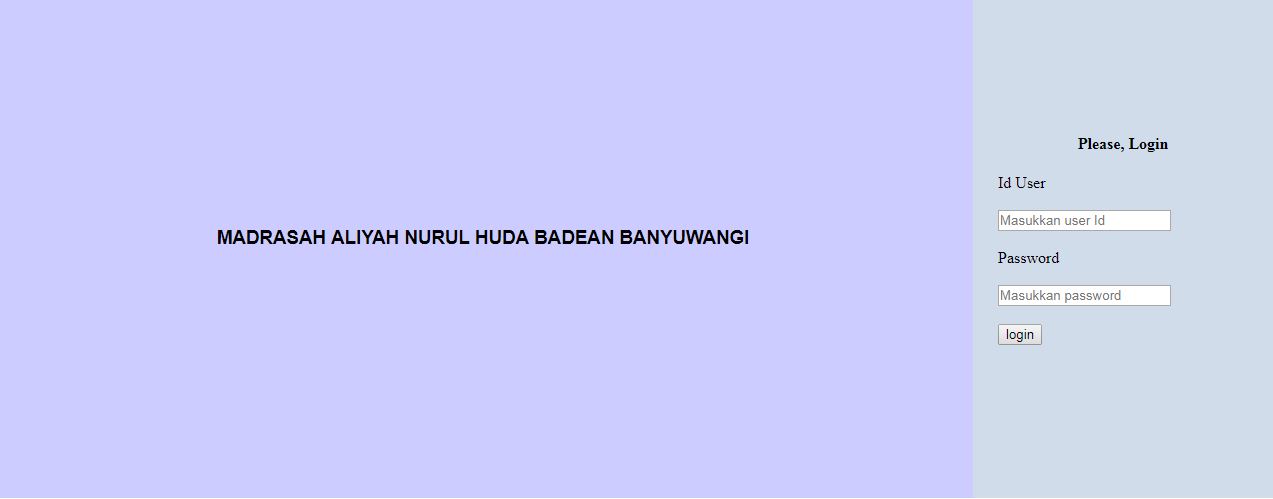 MADRASAH ALIYAH NURUL HUDA BADEAN BANYUWANGI
Please, Login
Id User
Masukkan user Id
Password
Masukkan password
login